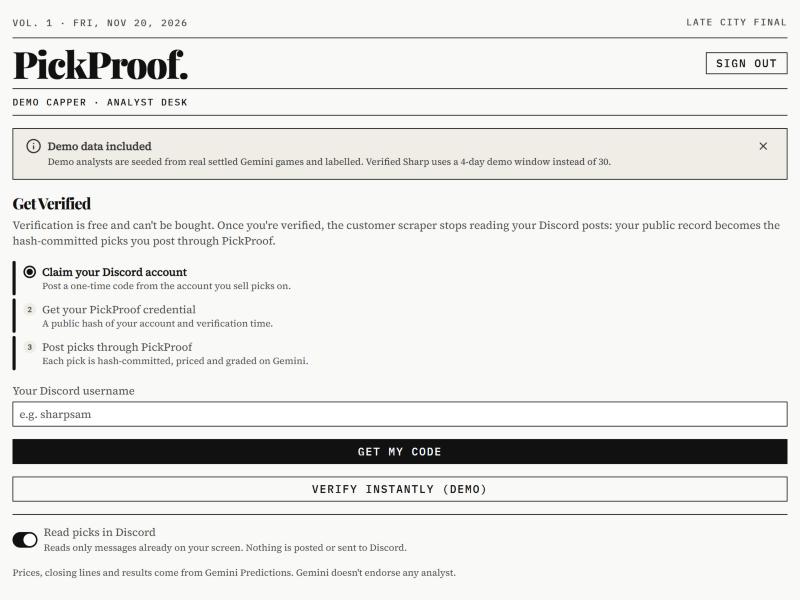 VOL. 1 · FRI, NOV 20, 2026
LATE CITY FINAL
PickProof.
SIGN OUT
DEMO CAPPER · ANALYST DESK
Demo data included
Demo analysts are seeded from real settled Gemini games and labelled. Verified Sharp uses a 4-day demo window instead of 30.
Get Verified
Verification is free and can't be bought. Once you're verified, the customer scraper stops reading your Discord posts: your public record becomes the
hash-committed picks you post through PickProof.
Claim your Discord account
Post a one-time code from the account you sell picks on.
2 Get your PickProof credential
A public hash of your account and verification time.
3 Post picks through PickProof
Each pick is hash-committed, priced and graded on Gemini.
Your Discord username
e.g. sharpsam
GET MY CODE
VERIFY INSTANTLY (DEMO)
Read picks in Discord
Reads only messages already on your screen. Nothing is posted or sent to Discord.
Prices, closing lines and results come from Gemini Predictions. Gemini doesn't endorse any analyst.